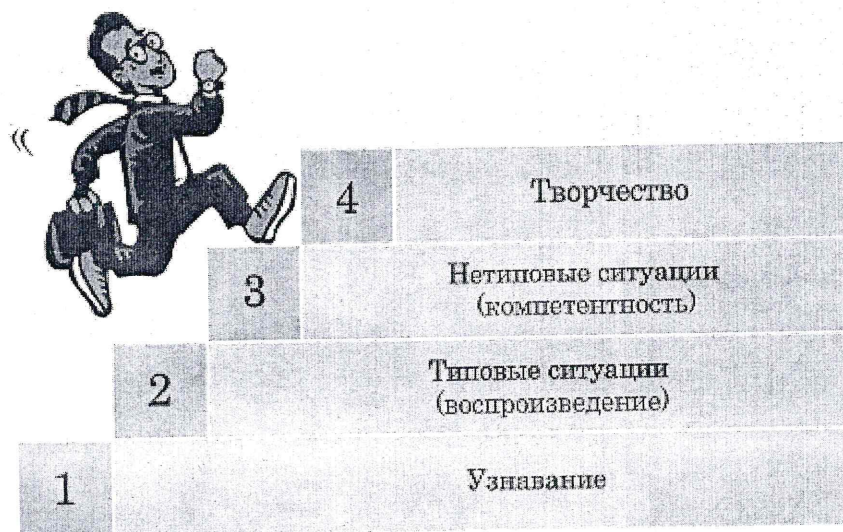 4 Творчество
3 Нетиповые ситуации
(компетентность)
2 Типовые ситуации
(воспроизведение)
1 Узнавание